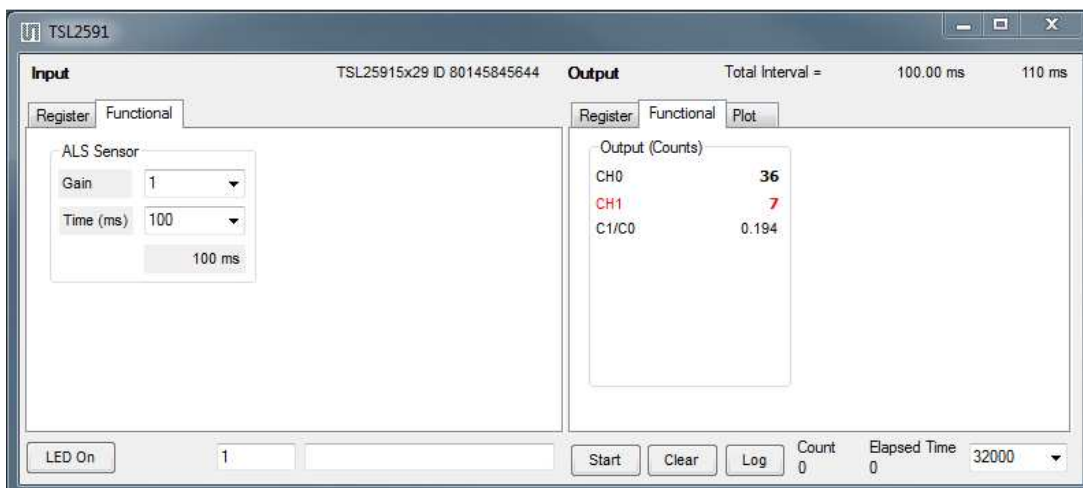 TSL2591
Input TSL25915x29 ID 80145845644
Register Functional
ALS Sensor
Gain 1
Time (ms) 100
100 ms
LED On 1
Output Total Interval = 100.00 ms 110 ms
Register Functional Plot
Output (Counts)
CH0 36
CH1 7
C1/C0 0.194
Start Clear Log Count 0 Elapsed Time 0 32000